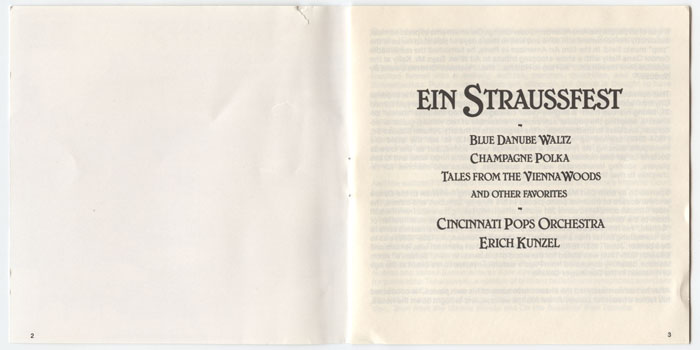 EIN STRAUSSFEST
BLUE DANUBE WALTZ
CHAMPAGNE POLKA
TALES FROM THE VIENNA WOODS
AND OTHER FAVORITES
CINCINNATI POPS ORCHESTRA
ERICH KUNZEL
2
3